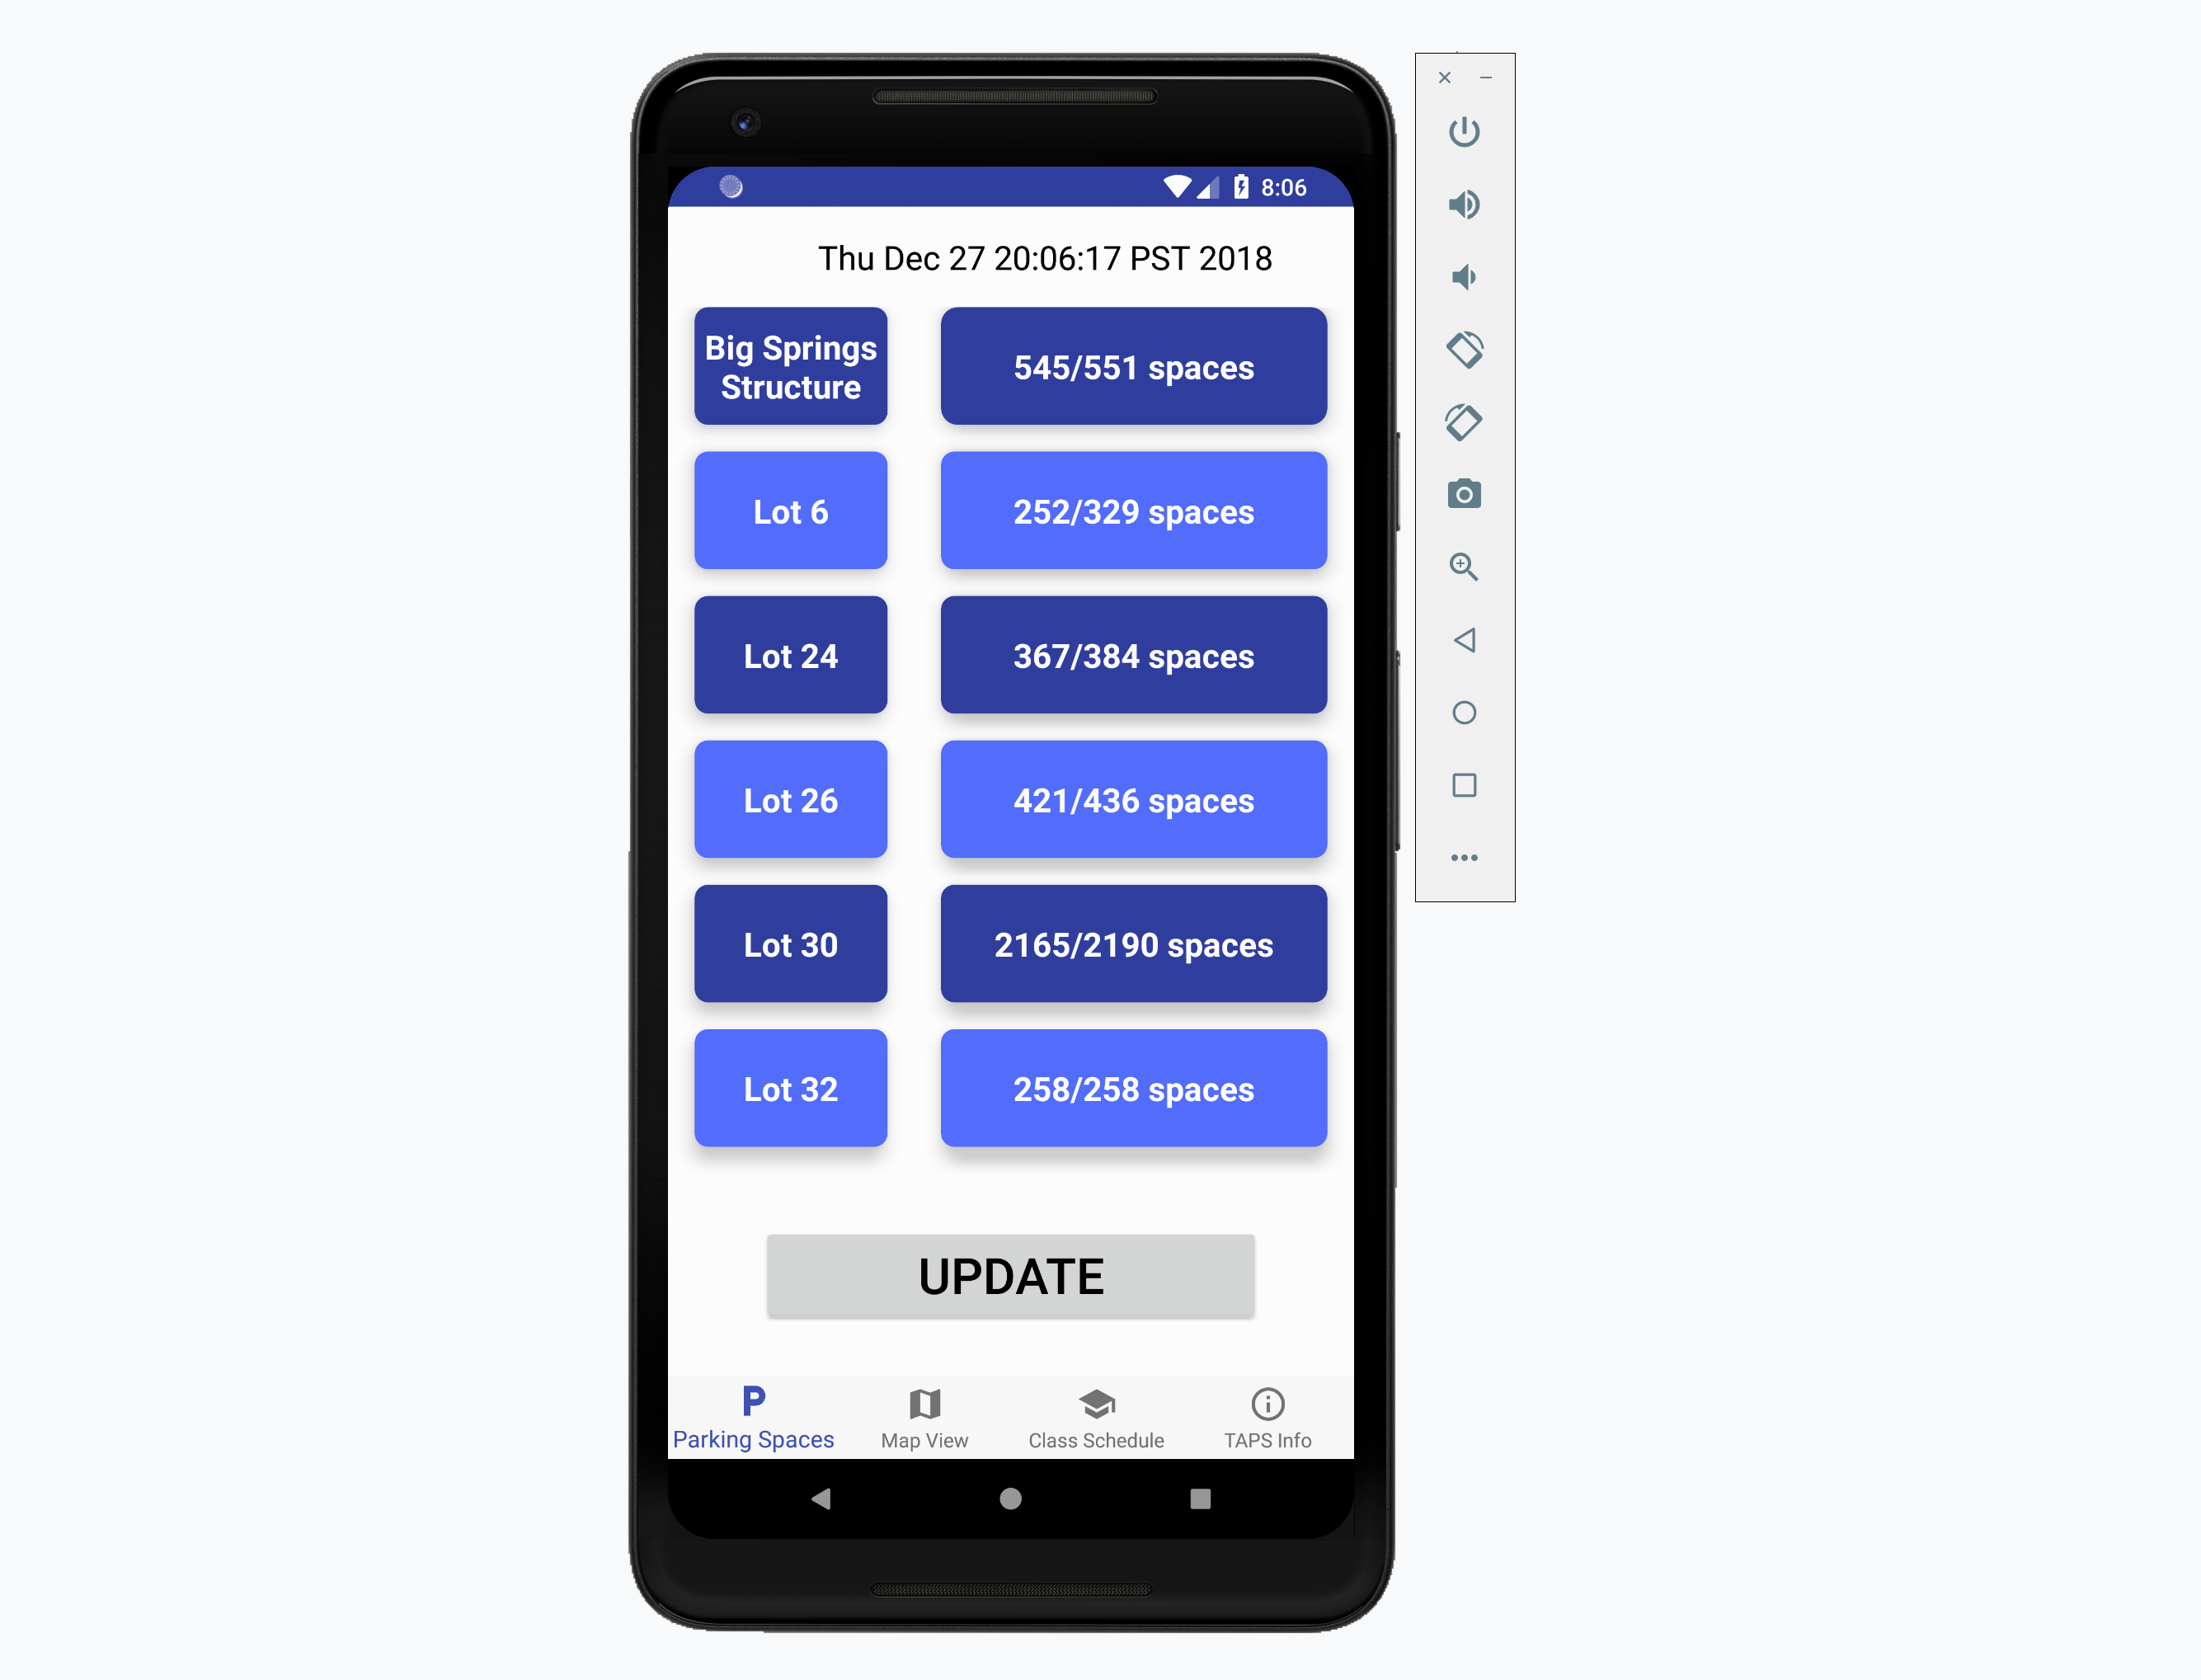 8:06
Thu Dec 27 20:06:17 PST 2018
Big Springs
Structure
545/551 spaces
Lot 6
252/329 spaces
Lot 24
367/384 spaces
Lot 26
421/436 spaces
Lot 30
2165/2190 spaces
Lot 32
258/258 spaces
UPDATE
P
Parking Spaces
Map View
Class Schedule
TAPS Info